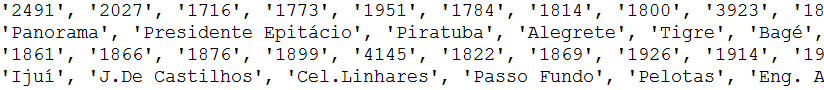 '2491', '2027', '1716', '1773', '1951', '1784', '1814', '1800', '3923', '18
'Panorama', 'Presidente Epitácio', 'Piratuba', 'Alegrete', 'Tigre', 'Bagé',
'1861', '1866', '1876', '1899', '4145', '1822', '1869', '1926', '1914', '19
'Ijuí', 'J.De Castilhos', 'Cel.Linhares', 'Passo Fundo', 'Pelotas', 'Eng. A